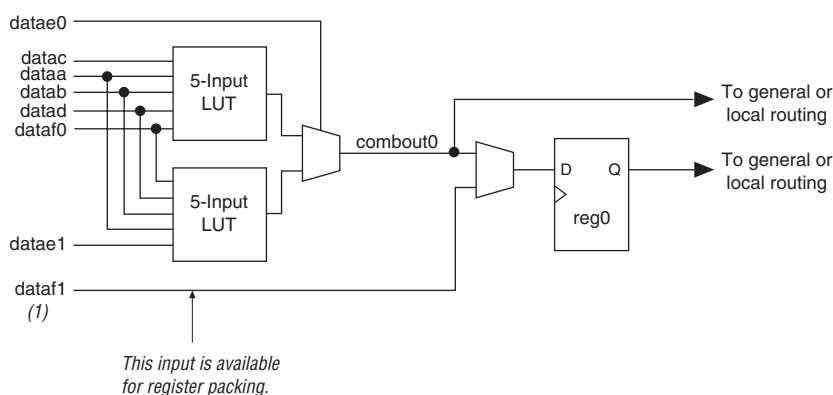 datae0
datac
dataa
datab
datad
dataf0
5-Input
LUT
5-Input
LUT
datae1
dataf1
(1)
combout0
D Q
reg0
To general or
local routing
To general or
local routing
This input is available
for register packing.